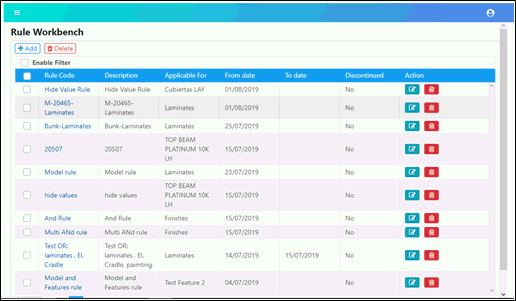 Rule Workbench
Add Delete
Enable Filter
Rule Code Description Applicable For From date To date Discontinued Action
Hide Value Rule Hide Value Rule Cubiertas LAY 01/08/2019 No
M-20465-Laminates M-20465-Laminates Laminates 01/08/2019 No
Bunk-Laminates Bunk-Laminates Laminates 25/07/2019 No
20507 20507 TOP BEAM PLATINUM 10K LH 15/07/2019 No
Model rule Model rule Laminates 23/07/2019 No
hide values hide values TOP BEAM PLATINUM 10K LH 15/07/2019 No
And Rule And Rule Finishes 15/07/2019 No
Multi ANd rule Multi ANd rule Finishes 15/07/2019 No
Test OR: laminates . El. Cradle Test OR: laminates . El. Cradle, paimting Laminates 14/07/2019 15/07/2019 No
Model and Features rule Model and Features rule Test Feature 2 04/07/2019 No